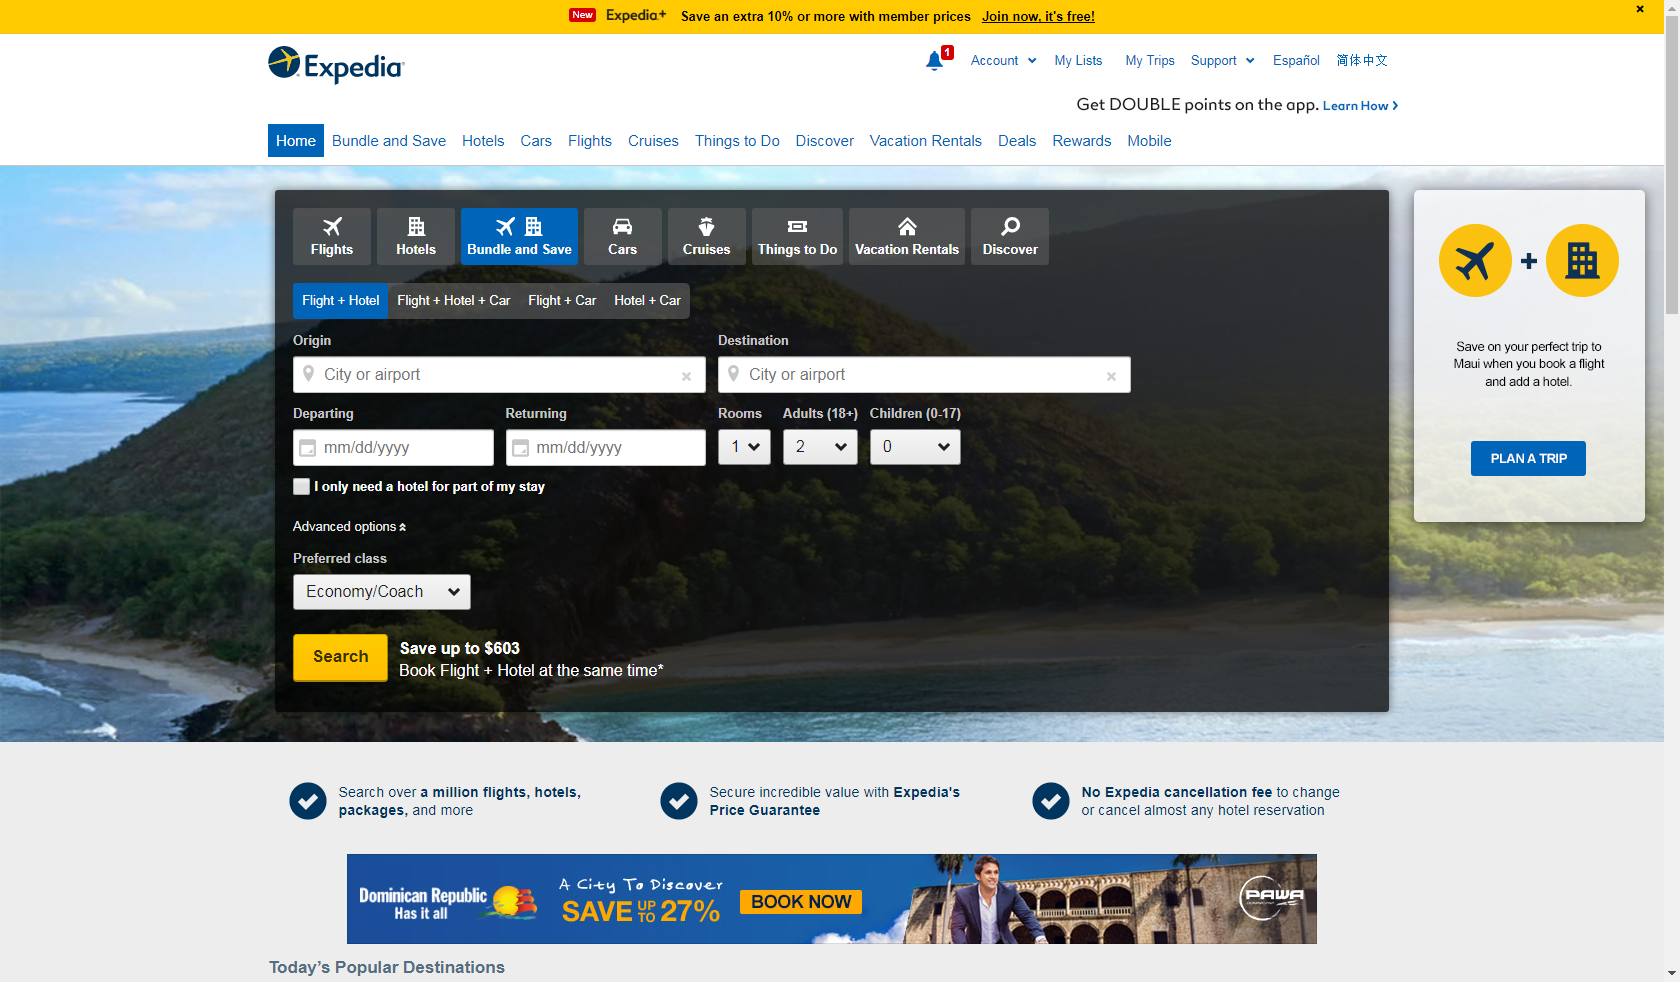 New Expedia+ Save an extra 10% or more with member prices Join now, it's free!
Expedia
1 Account My Lists My Trips Support Español 简体中文
Get DOUBLE points on the app. Learn How
Home Bundle and Save Hotels Cars Flights Cruises Things to Do Discover Vacation Rentals Deals Rewards Mobile
Flights Hotels Bundle and Save Cars Cruises Things to Do Vacation Rentals Discover
Flight + Hotel Flight + Hotel + Car Flight + Car Hotel + Car
Origin Destination
City or airport City or airport
Departing Returning Rooms Adults (18+) Children (0-17)
mm/dd/yyyy mm/dd/yyyy 1 2 0
I only need a hotel for part of my stay
Advanced options
Preferred class
Economy/Coach
Search
Save up to $603
Book Flight + Hotel at the same time*
+
Save on your perfect trip to
Maui when you book a flight
and add a hotel.
PLAN A TRIP
Search over a million flights, hotels,
packages, and more
Secure incredible value with Expedia's
Price Guarantee
No Expedia cancellation fee to change
or cancel almost any hotel reservation
Dominican Republic
Has it all
A City To Discover
SAVE UP TO 27%
BOOK NOW
PAWA
Today's Popular Destinations